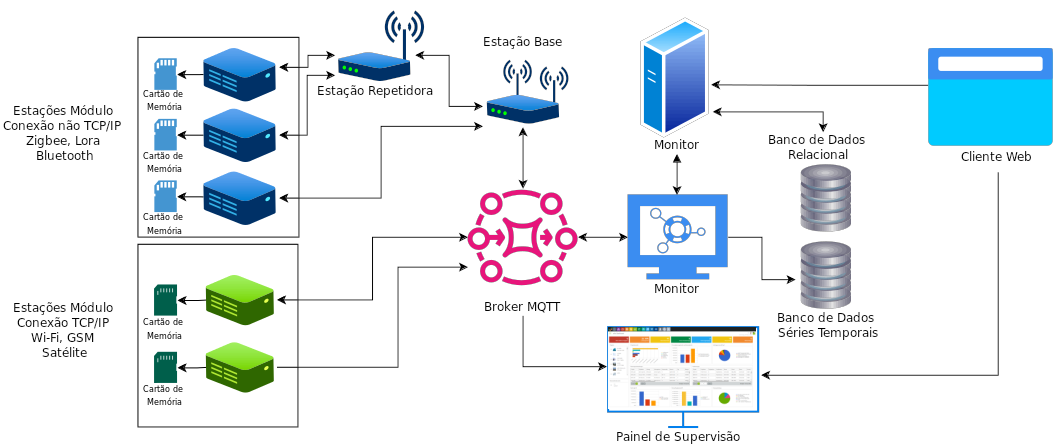 Estações Módulo
Conexão não TCP/IP
Zigbee, Lora
Bluetooth
Cartão de
Memória
Cartão de
Memória
Cartão de
Memória
Estação Repetidora
Estação Base
Monitor
Banco de Dados
Relacional
Cliente Web
Estações Módulo
Conexão TCP/IP
Wi-Fi, GSM
Satélite
Cartão de
Memória
Cartão de
Memória
Broker MQTT
Monitor
Banco de Dados
Séries Temporais
Painel de Supervisão